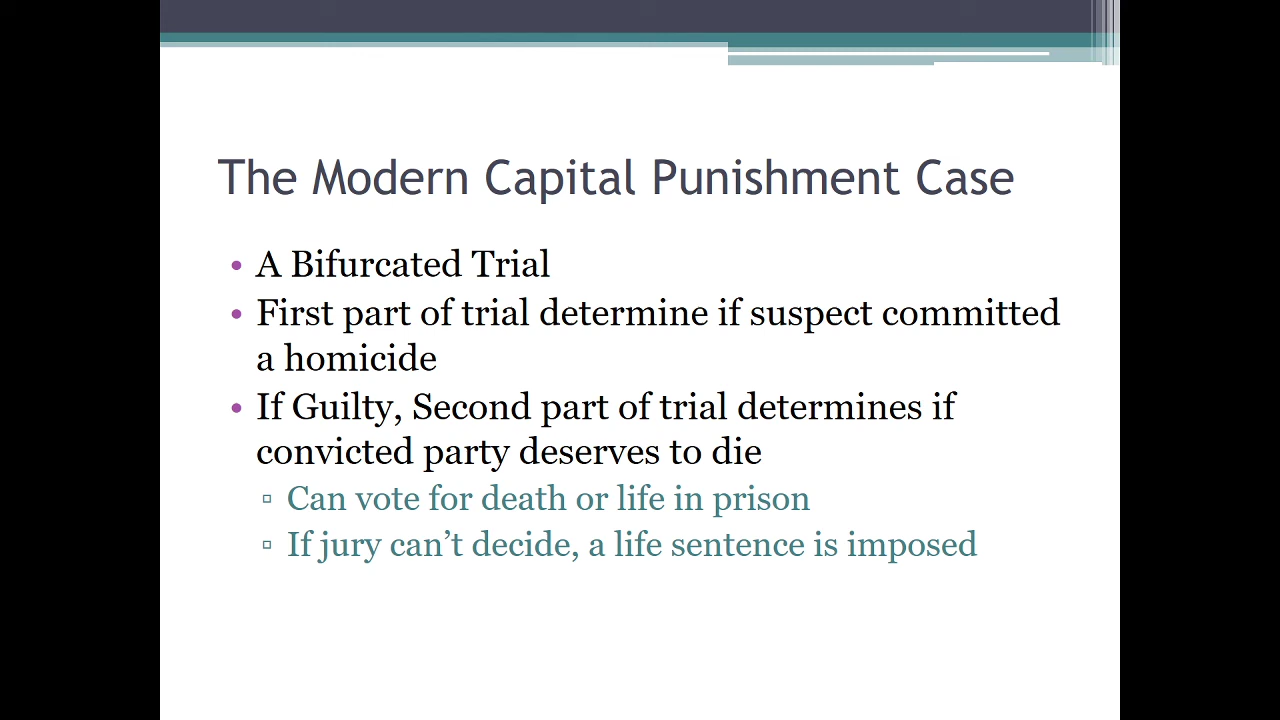 The Modern Capital Punishment Case
• A Bifurcated Trial
• First part of trial determine if suspect committed
a homicide
• If Guilty, Second part of trial determines if
convicted party deserves to die
▫ Can vote for death or life in prison
▫ If jury can’t decide, a life sentence is imposed